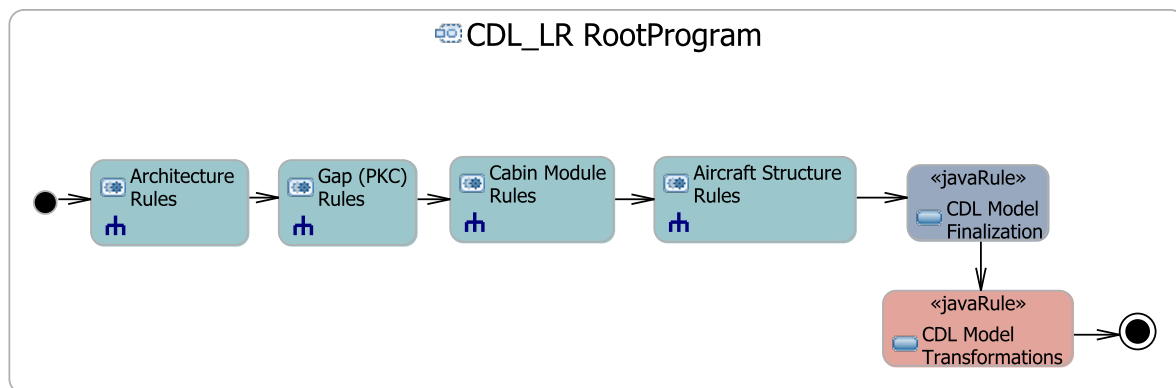 CDL_LR RootProgram
Architecture
Rules
Gap (PKC)
Rules
Cabin Module
Rules
Aircraft Structure
Rules
«javaRule»
CDL Model
Finalization
«javaRule»
CDL Model
Transformations